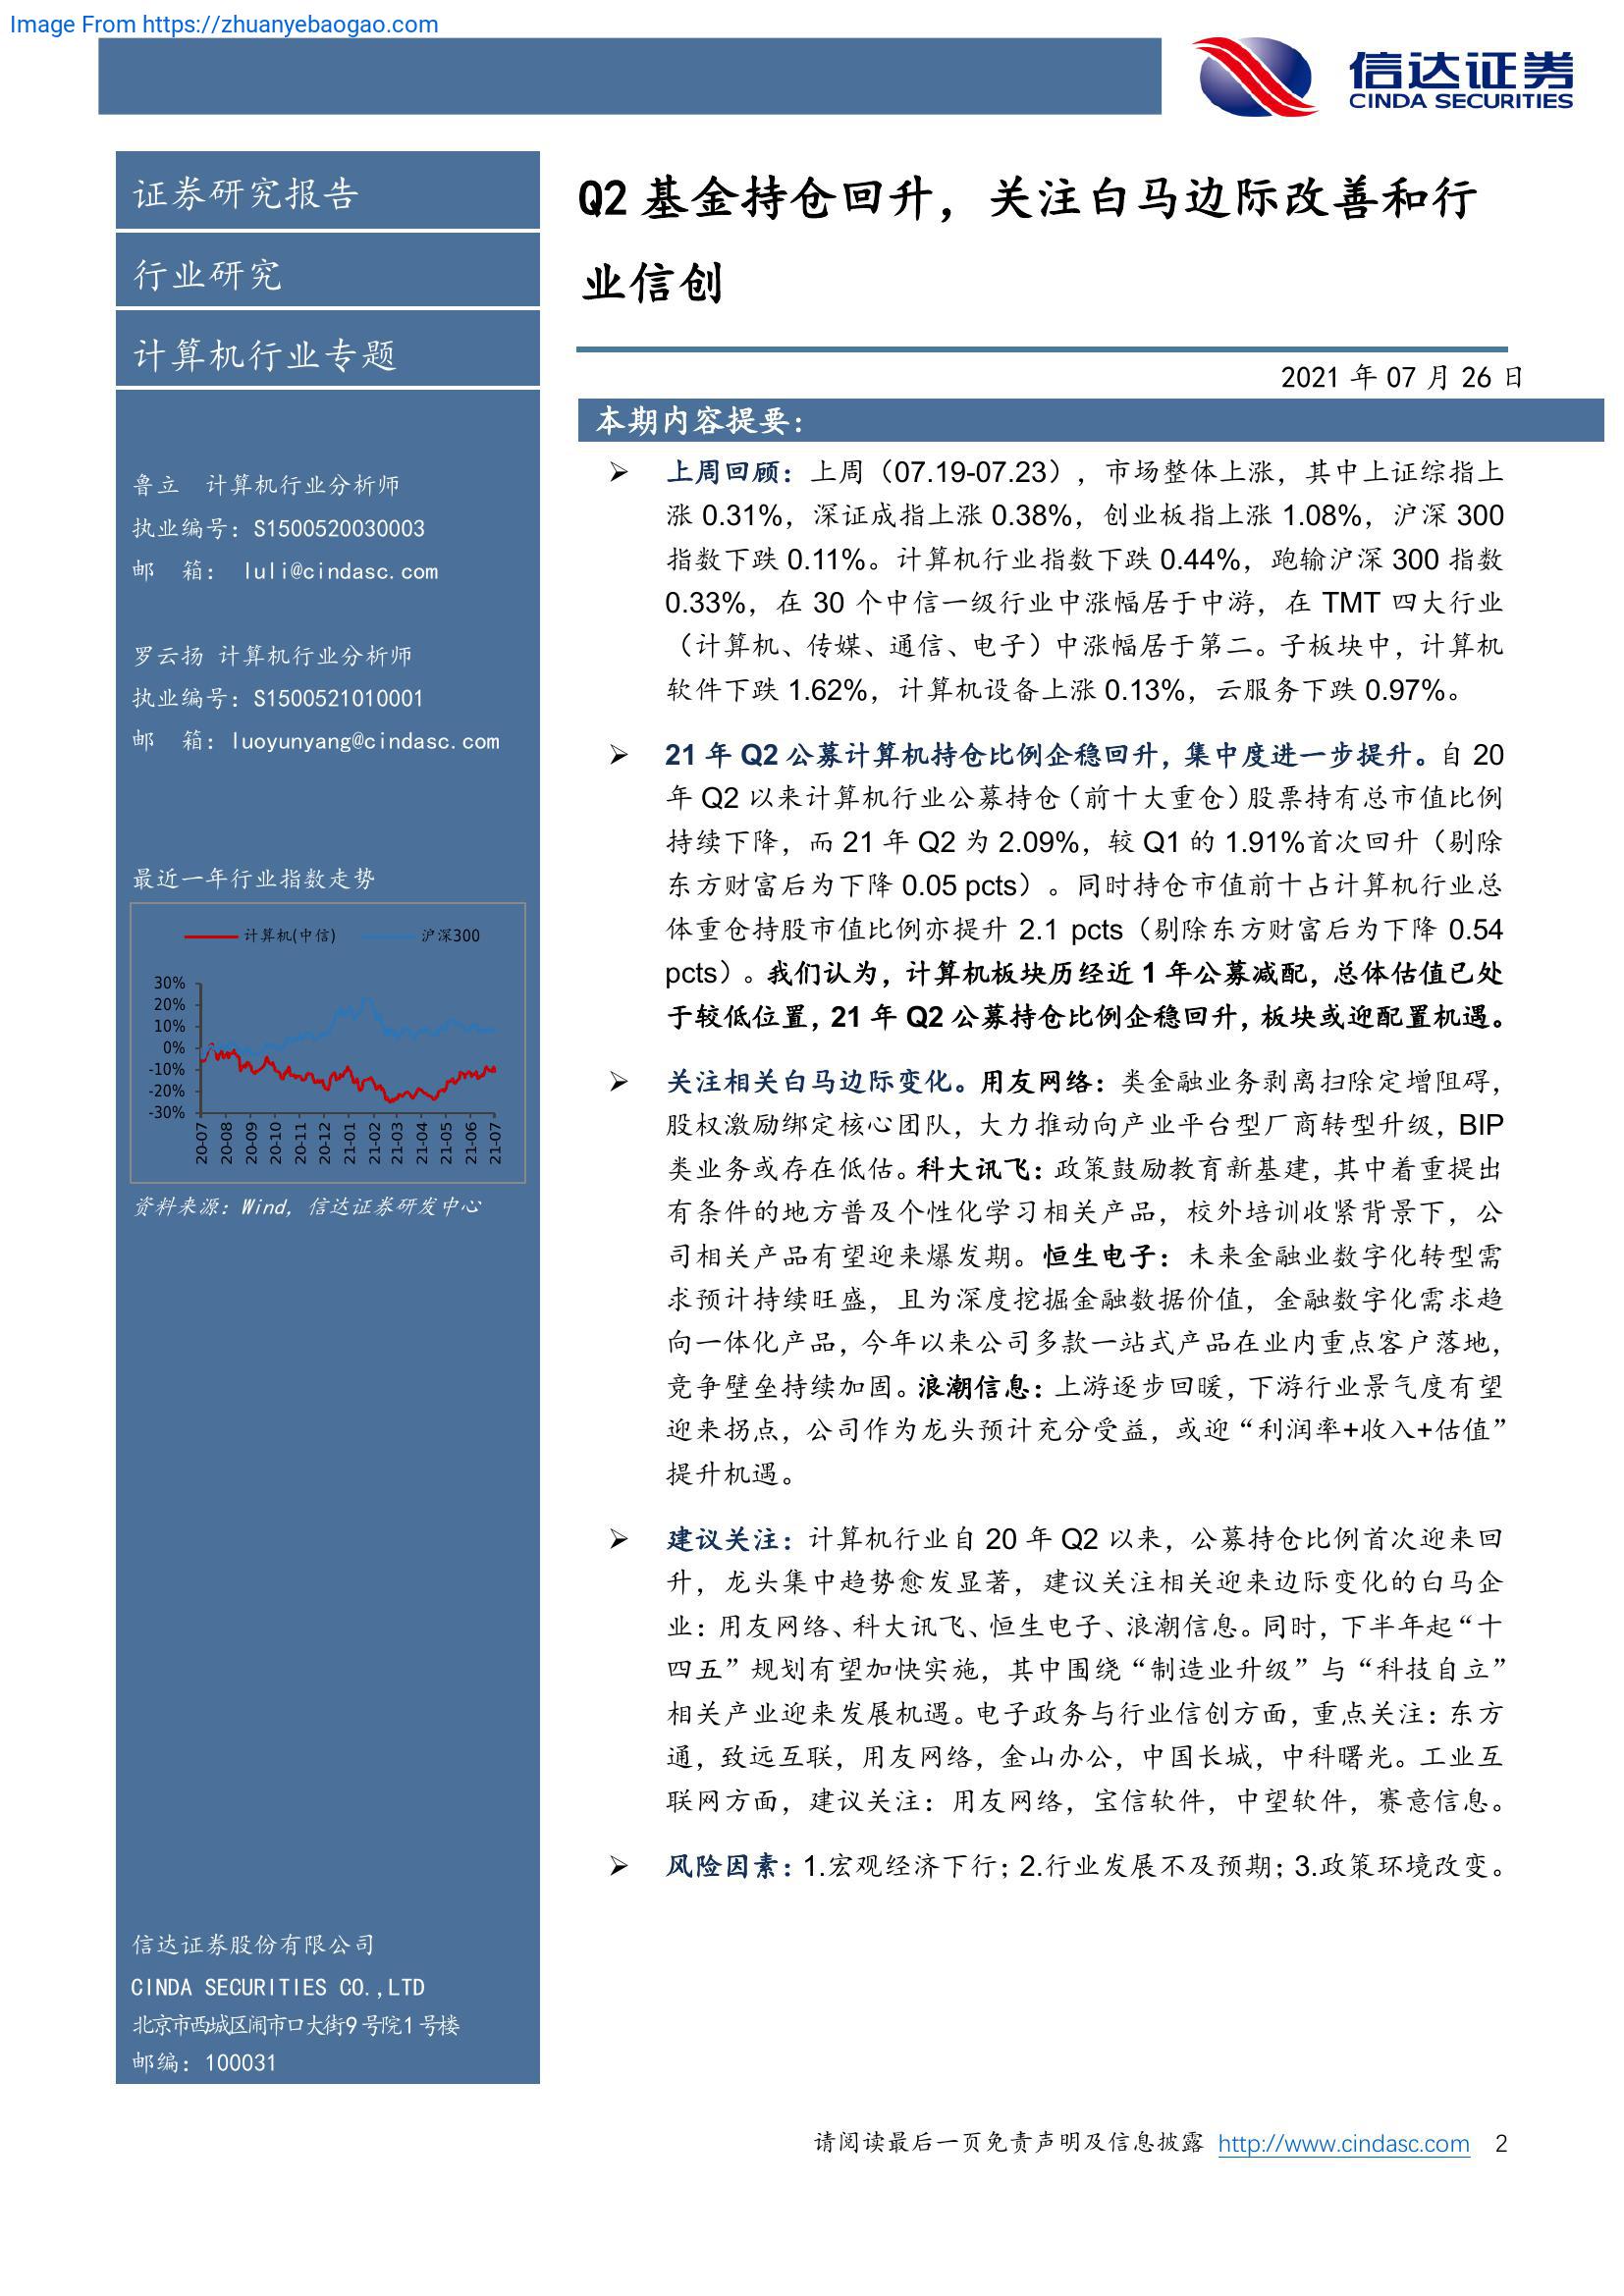 Image From https://zhuanyebaogao.com
信达证券
CINDA SECURITIES
证券研究报告
行业研究
计算机行业专题
鲁立 计算机行业分析师
执业编号：S1500520030003
邮 箱： luli@cindasc.com
罗云扬 计算机行业分析师
执业编号：S1500521010001
邮 箱：luoyunyang@cindasc.com
最近一年行业指数走势
计算机(中信) 沪深300
30%
20%
10%
0%
-10%
-20%
-30%
20-07 20-08 20-09 20-10 20-11 20-12 21-01 21-02 21-03 21-04 21-05 21-06 21-07
资料来源：Wind，信达证券研发中心
信达证券股份有限公司
CINDA SECURITIES CO.,LTD
北京市西城区闹市口大街9号院1号楼
邮编：100031
Q2 基金持仓回升，关注白马边际改善和行
业信创
2021 年 07 月 26 日
本期内容提要：
➢ 上周回顾：上周（07.19-07.23），市场整体上涨，其中上证综指上
涨 0.31%，深证成指上涨 0.38%，创业板指上涨 1.08%，沪深 300
指数下跌 0.11%。计算机行业指数下跌 0.44%，跑输沪深 300 指数
0.33%，在 30 个中信一级行业中涨幅居于中游，在 TMT 四大行业
（计算机、传媒、通信、电子）中涨幅居于第二。子板块中，计算机
软件下跌 1.62%，计算机设备上涨 0.13%，云服务下跌 0.97%。
➢ 21 年 Q2 公募计算机持仓比例企稳回升，集中度进一步提升。自 20
年 Q2 以来计算机行业公募持仓（前十大重仓）股票持有总市值比例
持续下降，而 21 年 Q2 为 2.09%，较 Q1 的 1.91%首次回升（剔除
东方财富后为下降 0.05 pcts）。同时持仓市值前十占计算机行业总
体重仓持股市值比例亦提升 2.1 pcts（剔除东方财富后为下降 0.54
pcts）。我们认为，计算机板块历经近 1 年公募减配，总体估值已处
于较低位置，21 年 Q2 公募持仓比例企稳回升，板块或迎配置机遇。
➢ 关注相关白马边际变化。用友网络：类金融业务剥离扫除定增阻碍，
股权激励绑定核心团队，大力推动向产业平台型厂商转型升级，BIP
类业务或存在低估。科大讯飞：政策鼓励教育新基建，其中着重提出
有条件的地方普及个性化学习相关产品，校外培训收紧背景下，公
司相关产品有望迎来爆发期。恒生电子：未来金融业数字化转型需
求预计持续旺盛，且为深度挖掘金融数据价值，金融数字化需求趋
向一体化产品，今年以来公司多款一站式产品在业内重点客户落地，
竞争壁垒持续加固。浪潮信息：上游逐步回暖，下游行业景气度有望
迎来拐点，公司作为龙头预计充分受益，或迎“利润率+收入+估值”
提升机遇。
➢ 建议关注：计算机行业自 20 年 Q2 以来，公募持仓比例首次迎来回
升，龙头集中趋势愈发显著，建议关注相关迎来边际变化的白马企
业：用友网络、科大讯飞、恒生电子、浪潮信息。同时，下半年起“十
四五”规划有望加快实施，其中围绕“制造业升级”与“科技自立”
相关产业迎来发展机遇。电子政务与行业信创方面，重点关注：东方
通，致远互联，用友网络，金山办公，中国长城，中科曙光。工业互
联网方面，建议关注：用友网络，宝信软件，中望软件，赛意信息。
➢ 风险因素：1.宏观经济下行；2.行业发展不及预期；3.政策环境改变。
请阅读最后一页免责声明及信息披露 http://www.cindasc.com 2